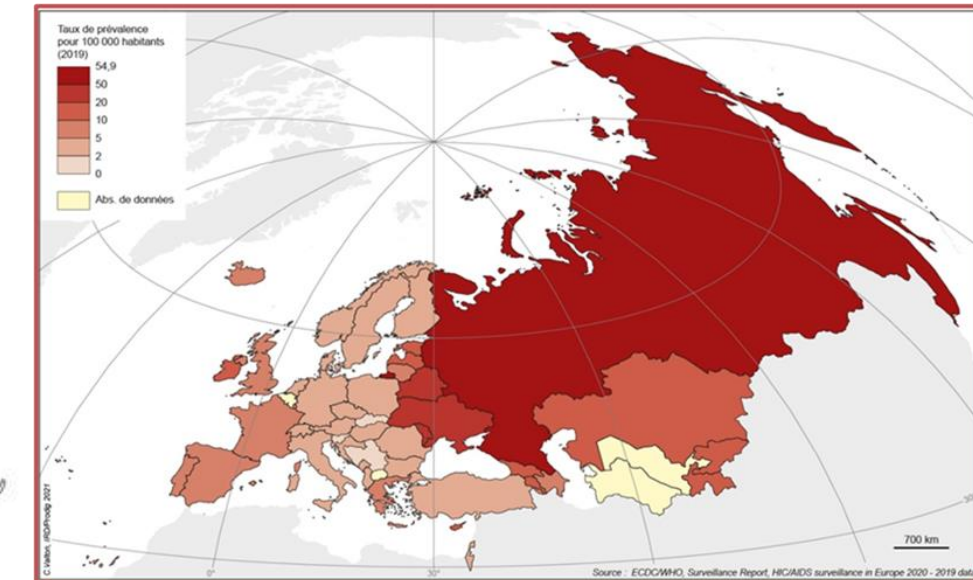 Taux de prévalence
pour 100 000 habitants
(2019)
54,9
50
20
10
5
2
0
Abs. de données
0°
30°
700 km
C.Valton, IRD/Prodig 2021
Source : ECDC/WHO, Surveillance Report, HIC/AIDS surveillance in Europe 2020 - 2019 data